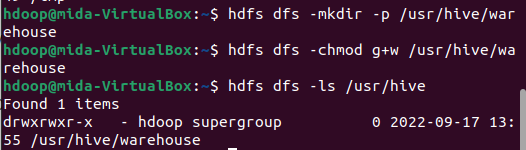 hdoop@mida-VirtualBox:~$ hdfs dfs -mkdir -p /usr/hive/war
ehouse
hdoop@mida-VirtualBox:~$ hdfs dfs -chmod g+w /usr/hive/wa
rehouse
hdoop@mida-VirtualBox:~$ hdfs dfs -ls /usr/hive
Found 1 items
drwxrwxr-x   - hdoop supergroup          0 2022-09-17 13:
55 /usr/hive/warehouse